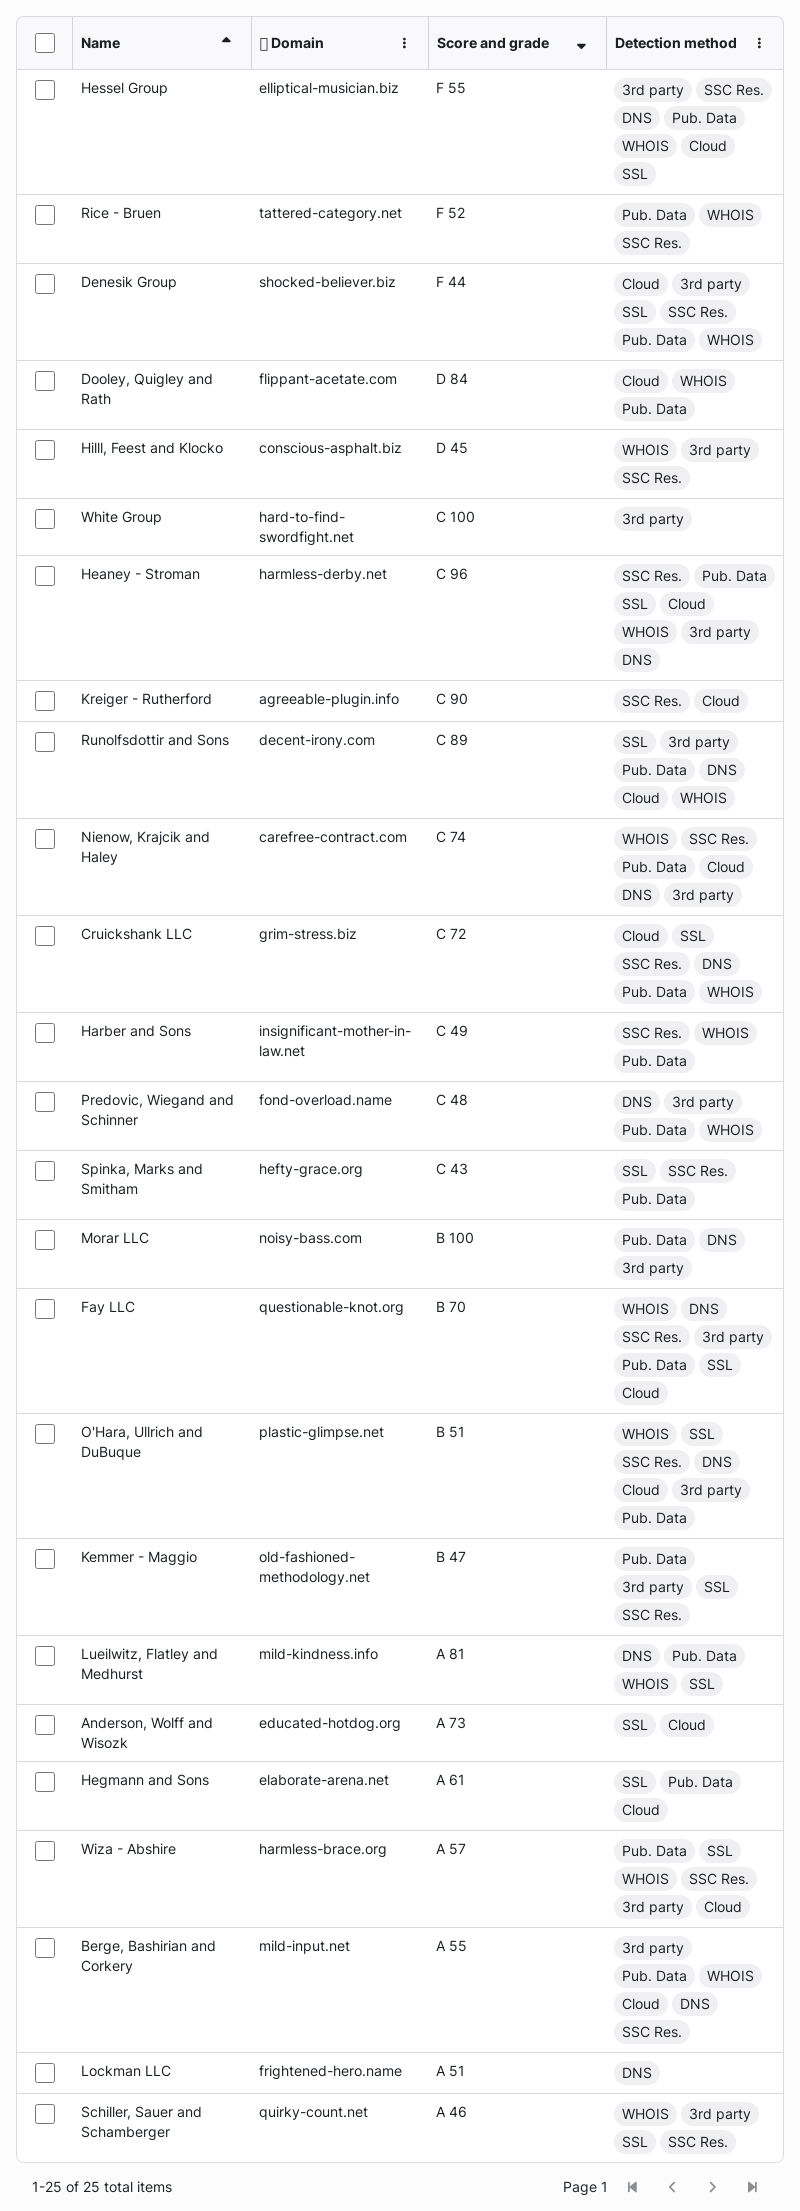 Name Domain Score and grade Detection method
Hessel Group elliptical-musician.biz F 55 3rd party SSC Res.
DNS Pub. Data
WHOIS Cloud
SSL
Rice - Bruen tattered-category.net F 52 Pub. Data WHOIS
SSC Res.
Denesik Group shocked-believer.biz F 44 Cloud 3rd party
SSL SSC Res.
Pub. Data WHOIS
Dooley, Quigley and flippant-acetate.com D 84 Cloud WHOIS
Rath Pub. Data
Hilll, Feest and Klocko conscious-asphalt.biz D 45 WHOIS 3rd party
SSC Res.
White Group hard-to-find- C 100 3rd party
swordfight.net
Heaney - Stroman harmless-derby.net C 96 SSC Res. Pub. Data
SSL Cloud
WHOIS 3rd party
DNS
Kreiger - Rutherford agreeable-plugin.info C 90 SSC Res. Cloud
Runolfsdottir and Sons decent-irony.com C 89 SSL 3rd party
Pub. Data DNS
Cloud WHOIS
Nienow, Krajcik and carefree-contract.com C 74 WHOIS SSC Res.
Haley Pub. Data Cloud
DNS 3rd party
Cruickshank LLC grim-stress.biz C 72 Cloud SSL
SSC Res. DNS
Pub. Data WHOIS
Harber and Sons insignificant-mother-in- C 49 SSC Res. WHOIS
law.net Pub. Data
Predovic, Wiegand and fond-overload.name C 48 DNS 3rd party
Schinner Pub. Data WHOIS
Spinka, Marks and hefty-grace.org C 43 SSL SSC Res.
Smitham Pub. Data
Morar LLC noisy-bass.com B 100 Pub. Data DNS
3rd party
Fay LLC questionable-knot.org B 70 WHOIS DNS
SSC Res. 3rd party
Pub. Data SSL
Cloud
O'Hara, Ullrich and plastic-glimpse.net B 51 WHOIS SSL
DuBuque SSC Res. DNS
Cloud 3rd party
Pub. Data
Kemmer - Maggio old-fashioned- B 47 Pub. Data
methodology.net 3rd party SSL
SSC Res.
Lueilwitz, Flatley and mild-kindness.info A 81 DNS Pub. Data
Medhurst WHOIS SSL
Anderson, Wolff and educated-hotdog.org A 73 SSL Cloud
Wisozk
Hegmann and Sons elaborate-arena.net A 61 SSL Pub. Data
Cloud
Wiza - Abshire harmless-brace.org A 57 Pub. Data SSL
WHOIS SSC Res.
3rd party Cloud
Berge, Bashirian and mild-input.net A 55 3rd party
Corkery Pub. Data WHOIS
Cloud DNS
SSC Res.
Lockman LLC frightened-hero.name A 51 DNS
Schiller, Sauer and quirky-count.net A 46 WHOIS 3rd party
Schamberger SSL SSC Res.
1-25 of 25 total items Page 1